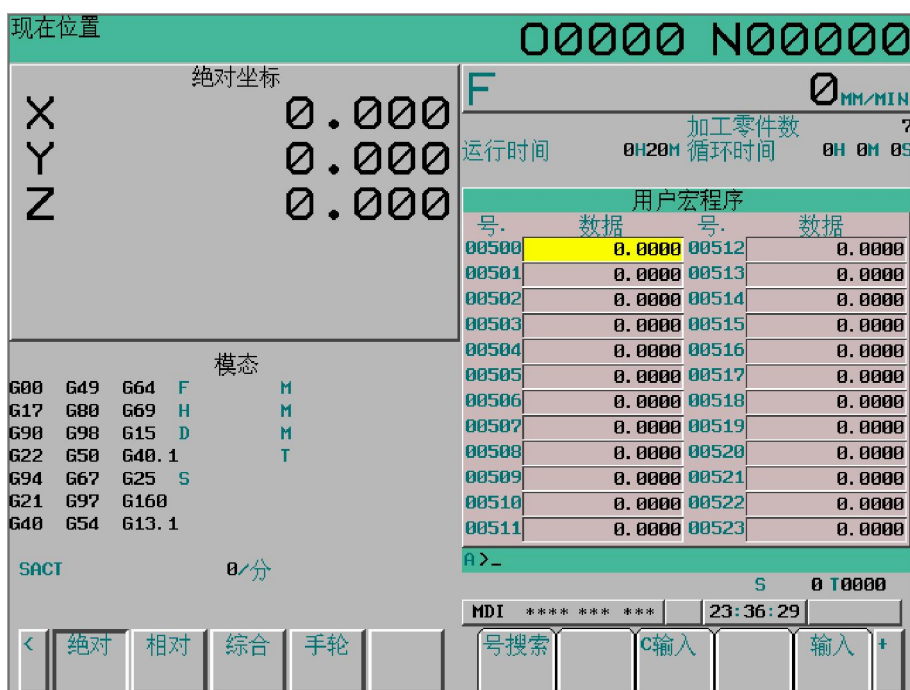 现在位置
O0000 N00000
绝对坐标
X 0.000
Y 0.000
Z 0.000
F 0 MM/MIN
加工零件数 7
运行时间 0H20M 循环时间 0H 0M 0S
用户宏程序
号. 数据 号. 数据
00500 0.0000 00512 0.0000
00501 0.0000 00513 0.0000
00502 0.0000 00514 0.0000
00503 0.0000 00515 0.0000
00504 0.0000 00516 0.0000
00505 0.0000 00517 0.0000
00506 0.0000 00518 0.0000
00507 0.0000 00519 0.0000
00508 0.0000 00520 0.0000
00509 0.0000 00521 0.0000
00510 0.0000 00522 0.0000
00511 0.0000 00523 0.0000
模态
G00 G49 G64 F M
G17 G80 G69 H M
G90 G98 G15 D M
G22 G50 G40.1 T
G94 G67 G25 S
G21 G97 G160
G40 G54 G13.1
SACT 0/分
A>_
S 0 T0000
MDI **** *** *** 23:36:29
< 绝对 相对 综合 手轮
号搜索 C输入 输入 +